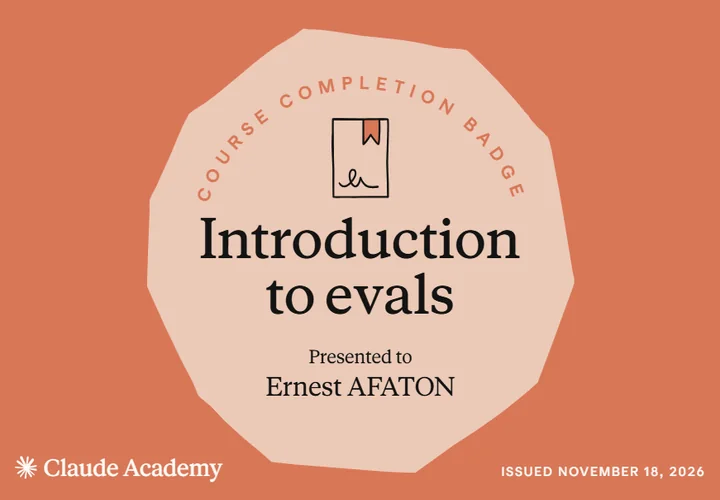 COURSE COMPLETION BADGE
Introduction
to evals
Presented to
Ernest AFATON
Claude Academy
ISSUED NOVEMBER 18, 2026